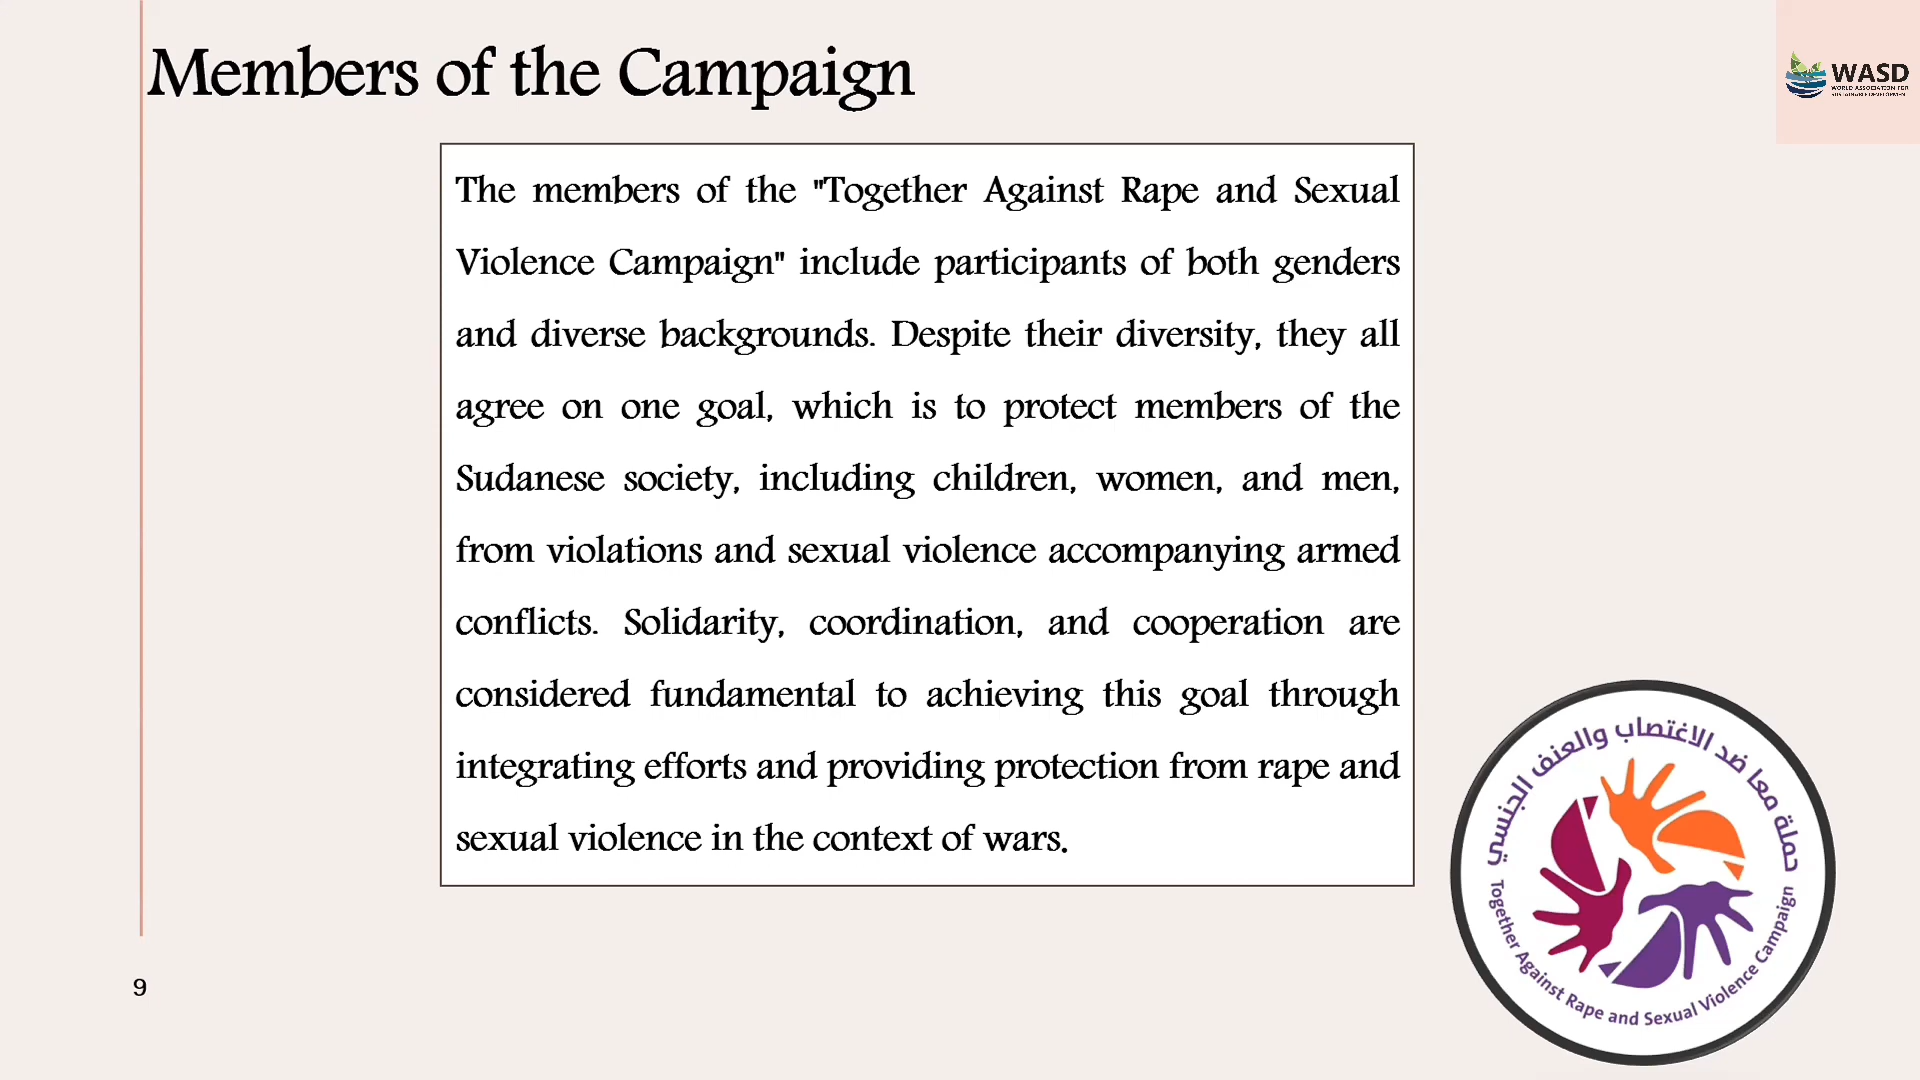 Members of the Campaign
WASD
WORLD ASSOCIATION FOR
SUSTAINABLE DEVELOPMENT
The members of the "Together Against Rape and Sexual
Violence Campaign" include participants of both genders
and diverse backgrounds. Despite their diversity, they all
agree on one goal, which is to protect members of the
Sudanese society, including children, women, and men,
from violations and sexual violence accompanying armed
conflicts. Solidarity, coordination, and cooperation are
considered fundamental to achieving this goal through
integrating efforts and providing protection from rape and
sexual violence in the context of wars.
حملة معا ضد الاغتصاب والعنف الجنسي
Together Against Rape and Sexual Violence Campaign
9